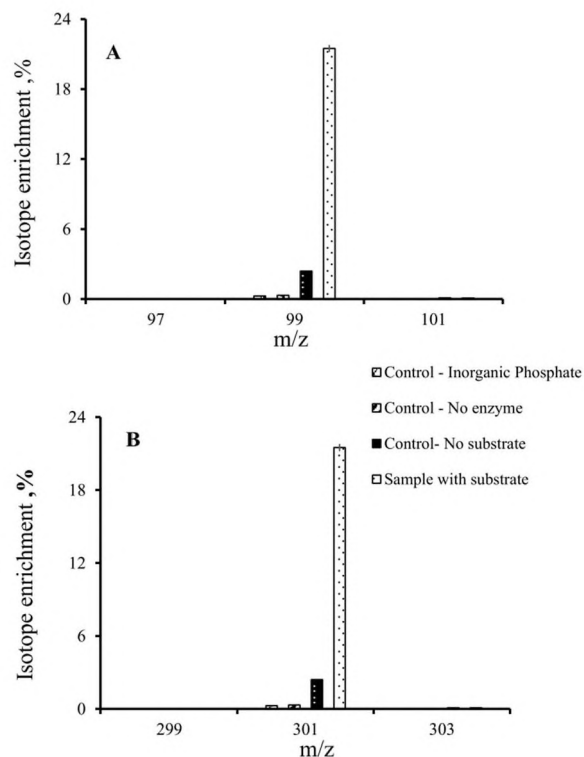 A
24
18
12
6
0
Isotope enrichment ,%
97 99 101
m/z
Control - Inorganic Phosphate
Control - No enzyme
Control- No substrate
Sample with substrate
B
24
18
12
6
0
Isotope enrichment ,%
299 301 303
m/z